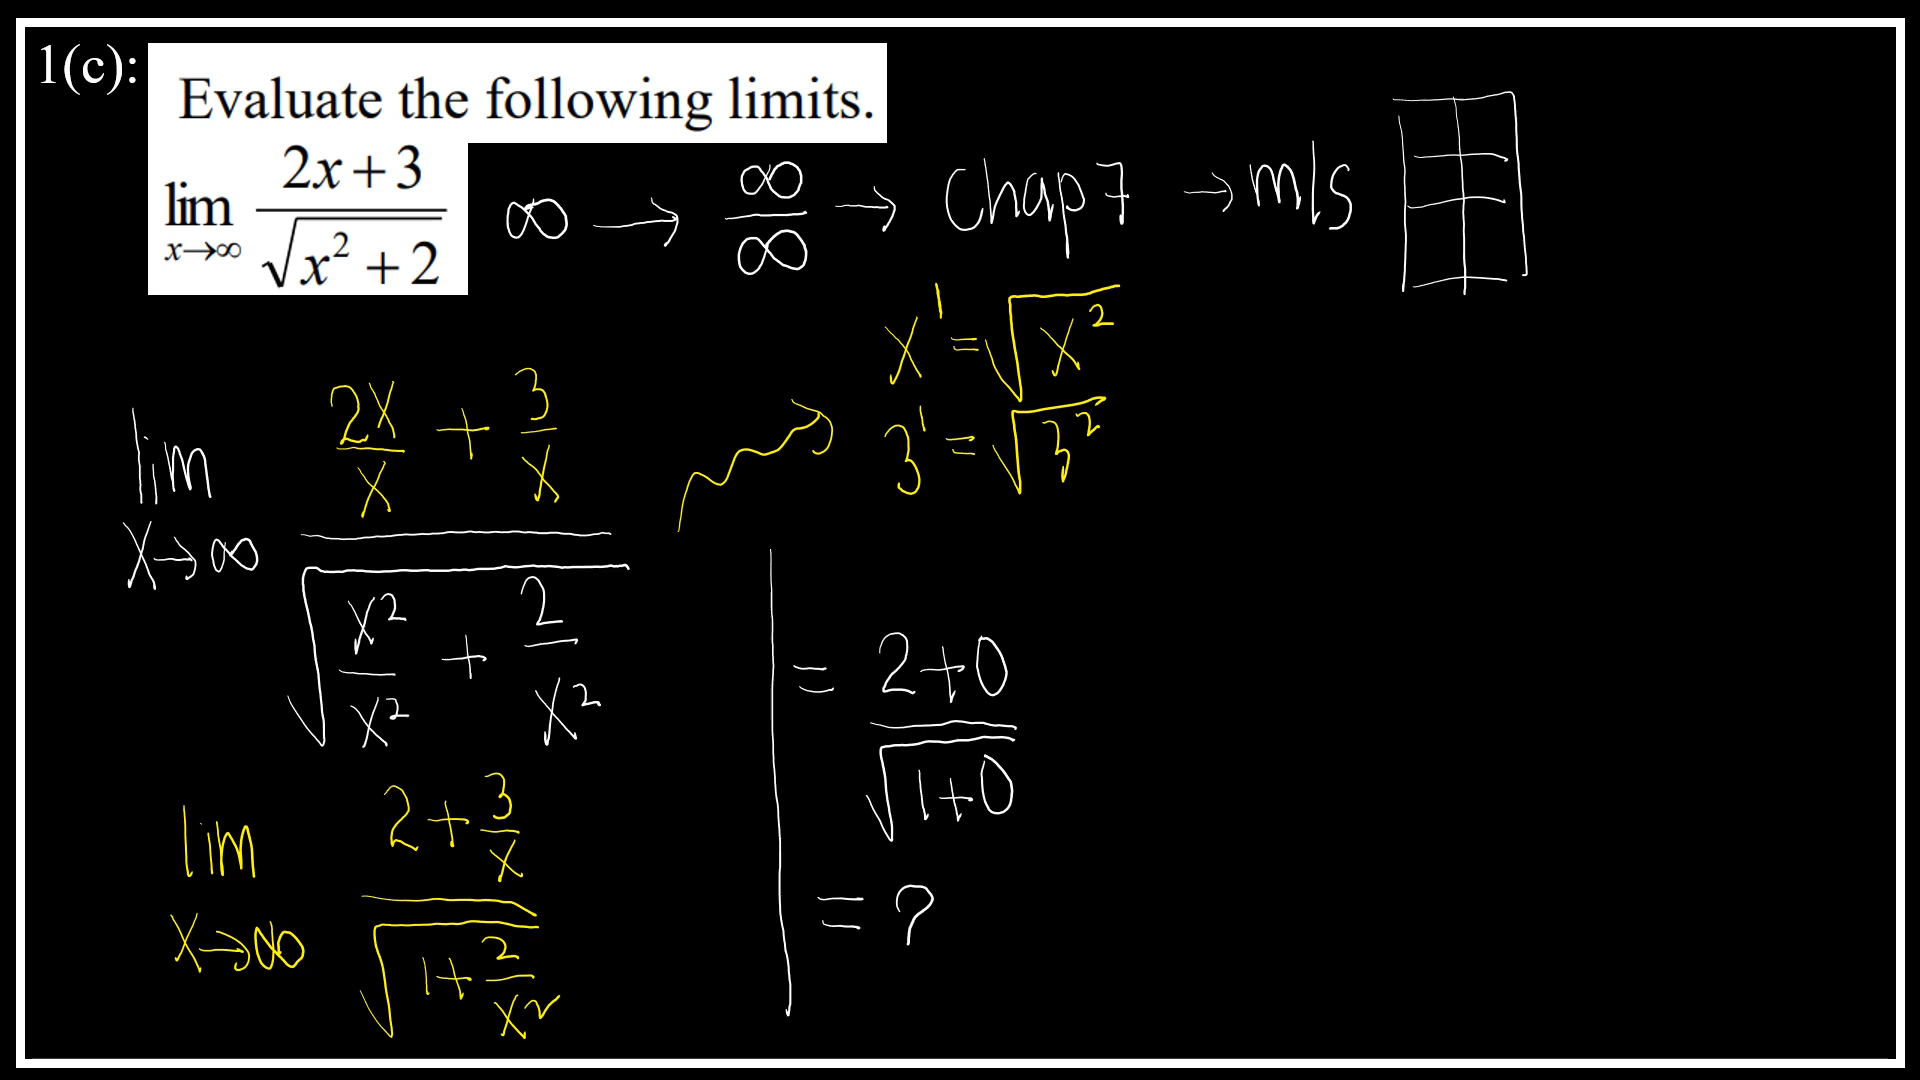 1(c): Evaluate the following limits.
lim x→∞ (2x+3)/√(x²+2) ∞ → ∞/∞ → Chap 7 → m/s
x¹ = √(x²)
3¹ = √(3²)
lim x→∞ (2x/x + 3/x)/√(x²/x² + 2/x²)
lim x→∞ (2 + 3/x)/√(1 + 2/x²)
= (2+0)/√(1+0)
= ?